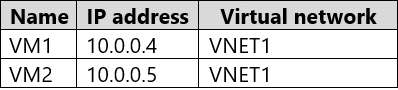 Name IP address Virtual network
VM1 10.0.0.4 VNET1
VM2 10.0.0.5 VNET1